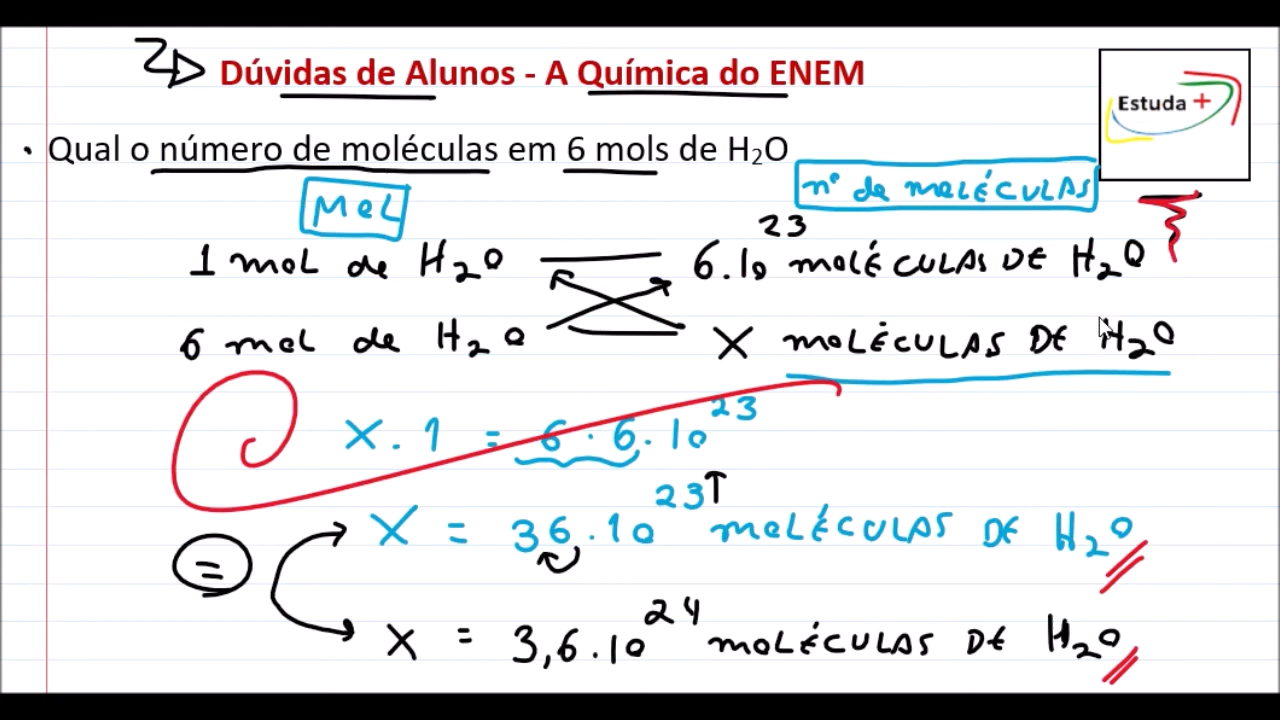 Dúvidas de Alunos - A Química do ENEM
Estuda +
• Qual o número de moléculas em 6 mols de H₂O
MOL
nº de MOLÉCULAS
1 mol de H₂O — 6.10²³ MOLÉCULAS DE H₂O
6 mol de H₂O — X MOLÉCULAS DE H₂O
X . 1 = 6 . 6 . 10²³
X = 36 . 10²³ MOLÉCULAS DE H₂O
=
X = 3,6 . 10²⁴ MOLÉCULAS DE H₂O